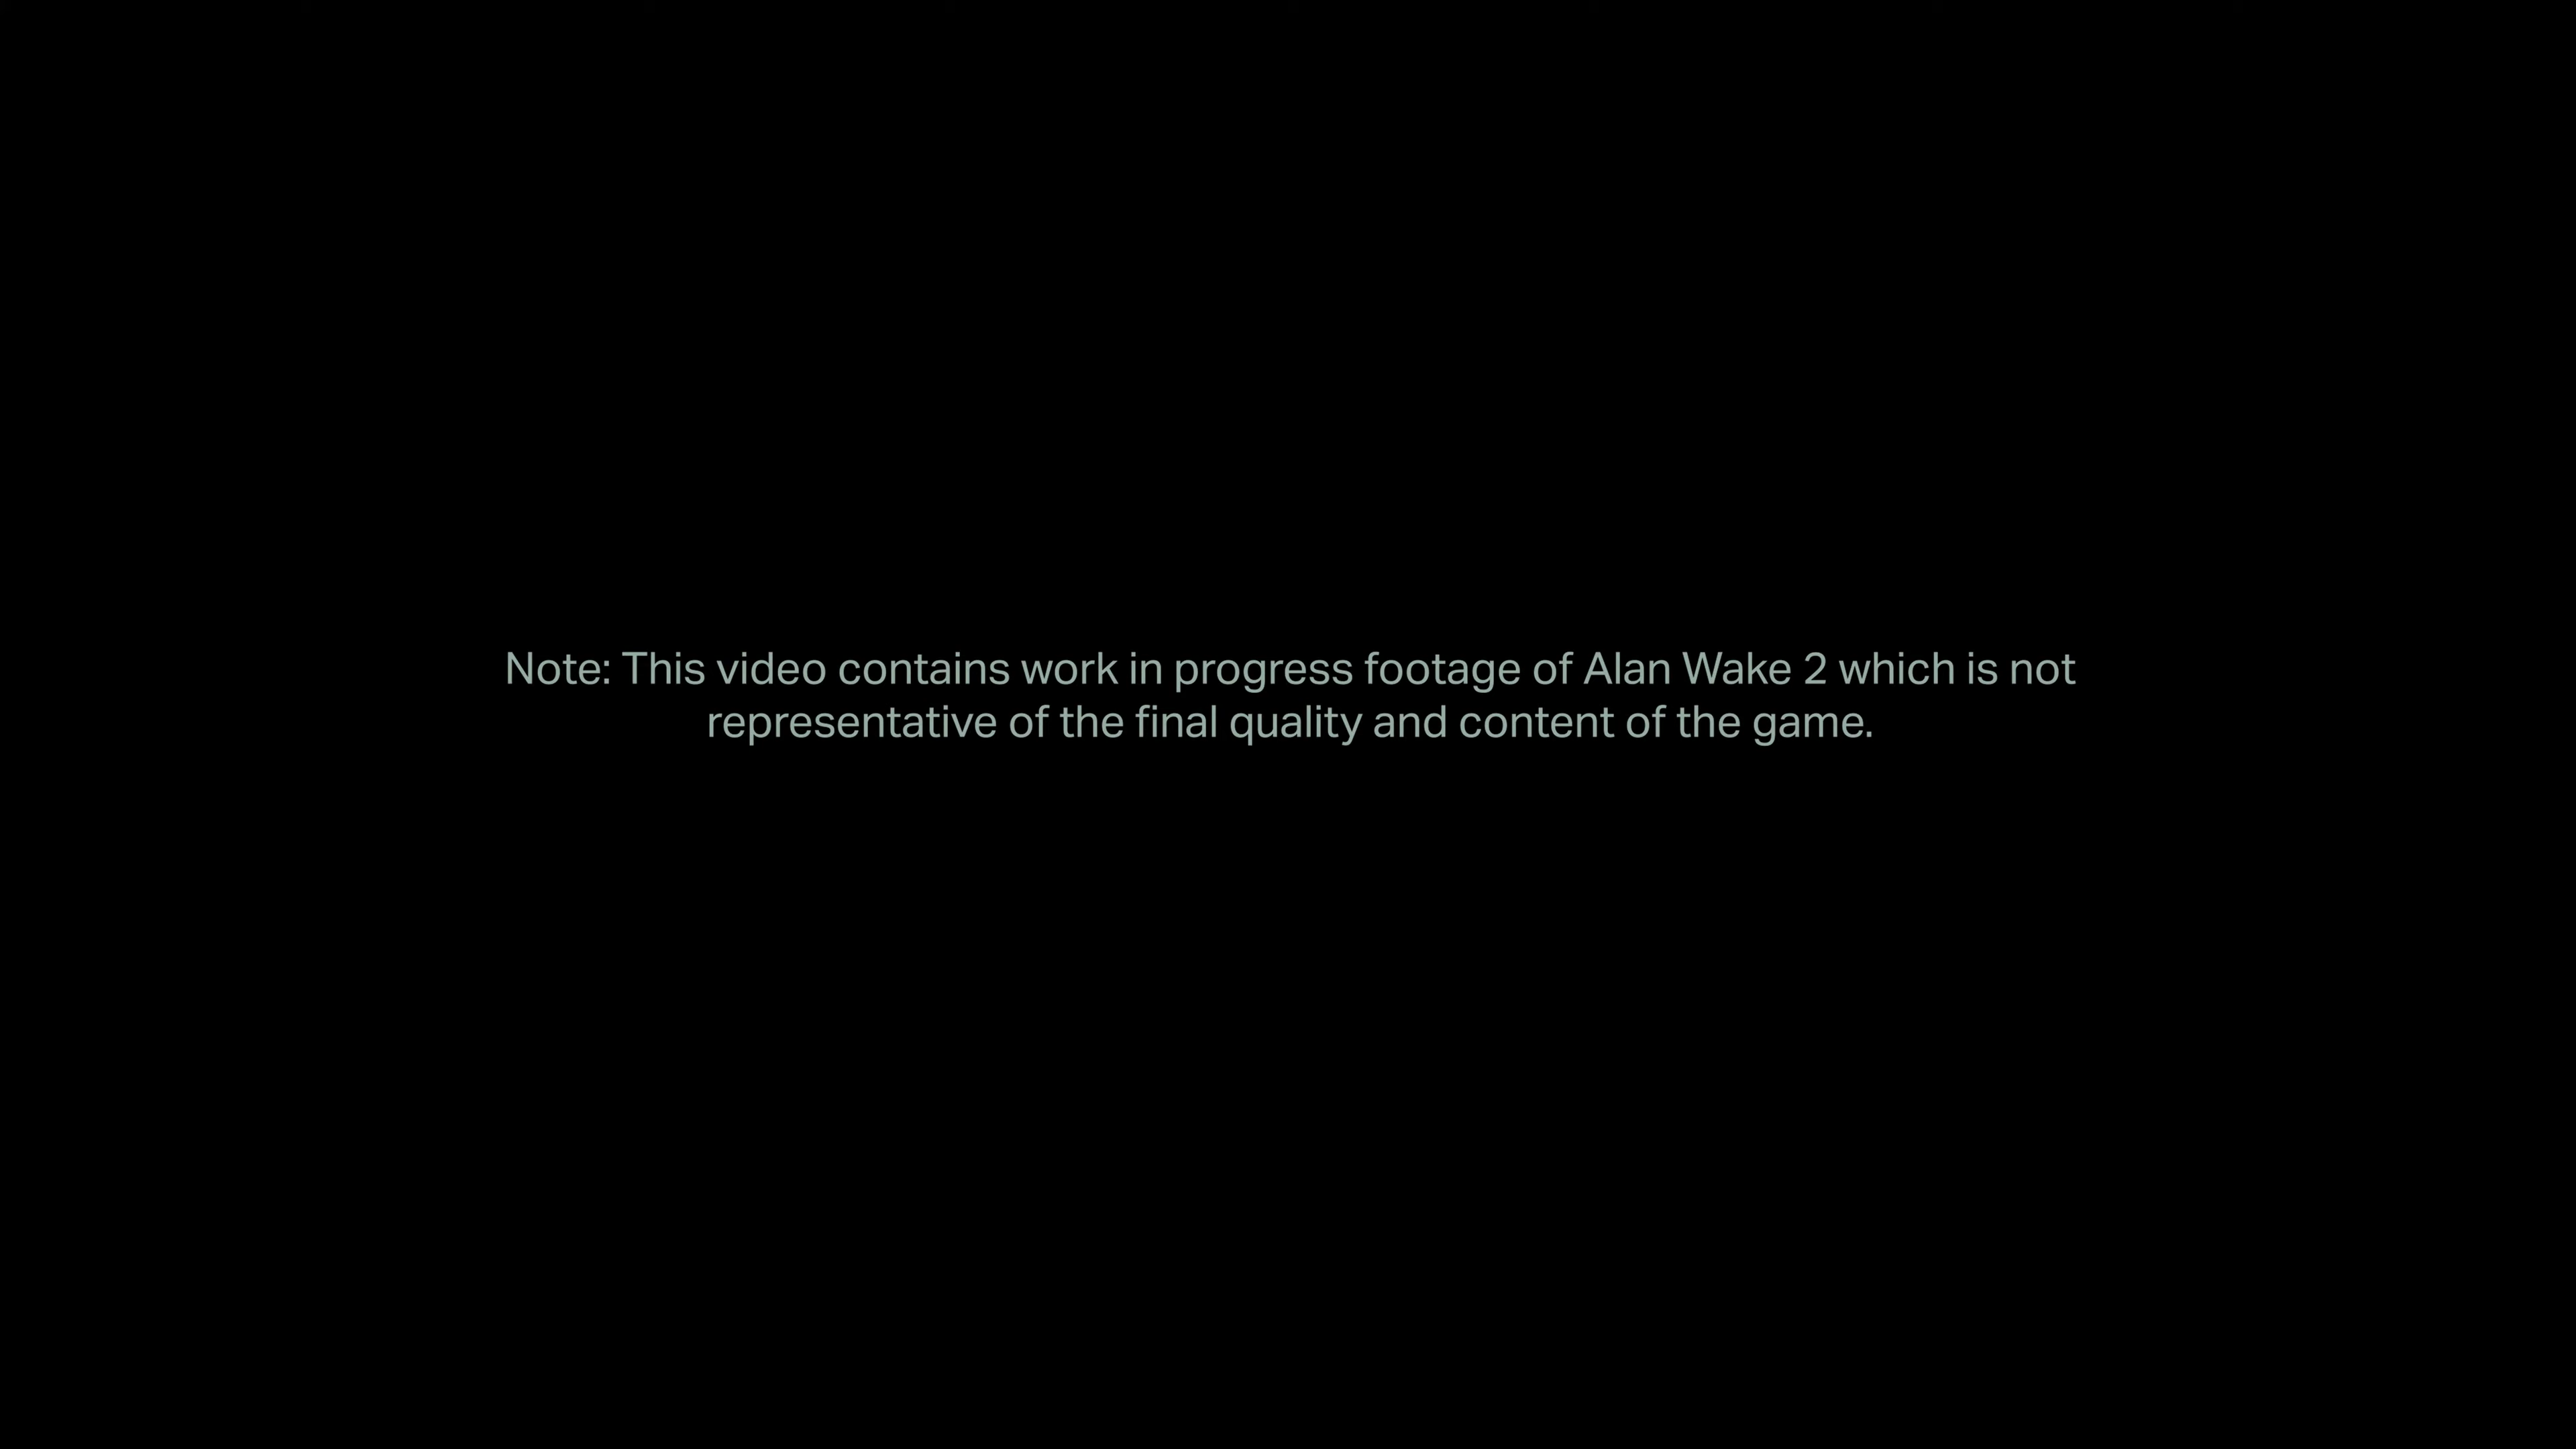 Note: This video contains work in progress footage of Alan Wake 2 which is not
representative of the final quality and content of the game.